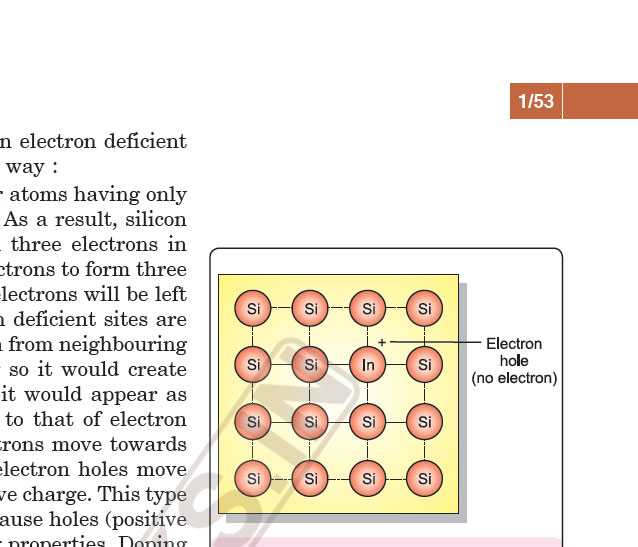 1/53
n electron deficient
way :
r atoms having only
As a result, silicon
three electrons in
ctrons to form three
electrons will be left
n deficient sites are
n from neighbouring
so it would create
it would appear as
to that of electron
trons move towards
electron holes move
ve charge. This type
ause holes (positive
properties. Doping
Si Si Si Si
+
Si Si In Si
Si Si Si Si
Si Si Si Si
Electron
hole
(no electron)
SIN